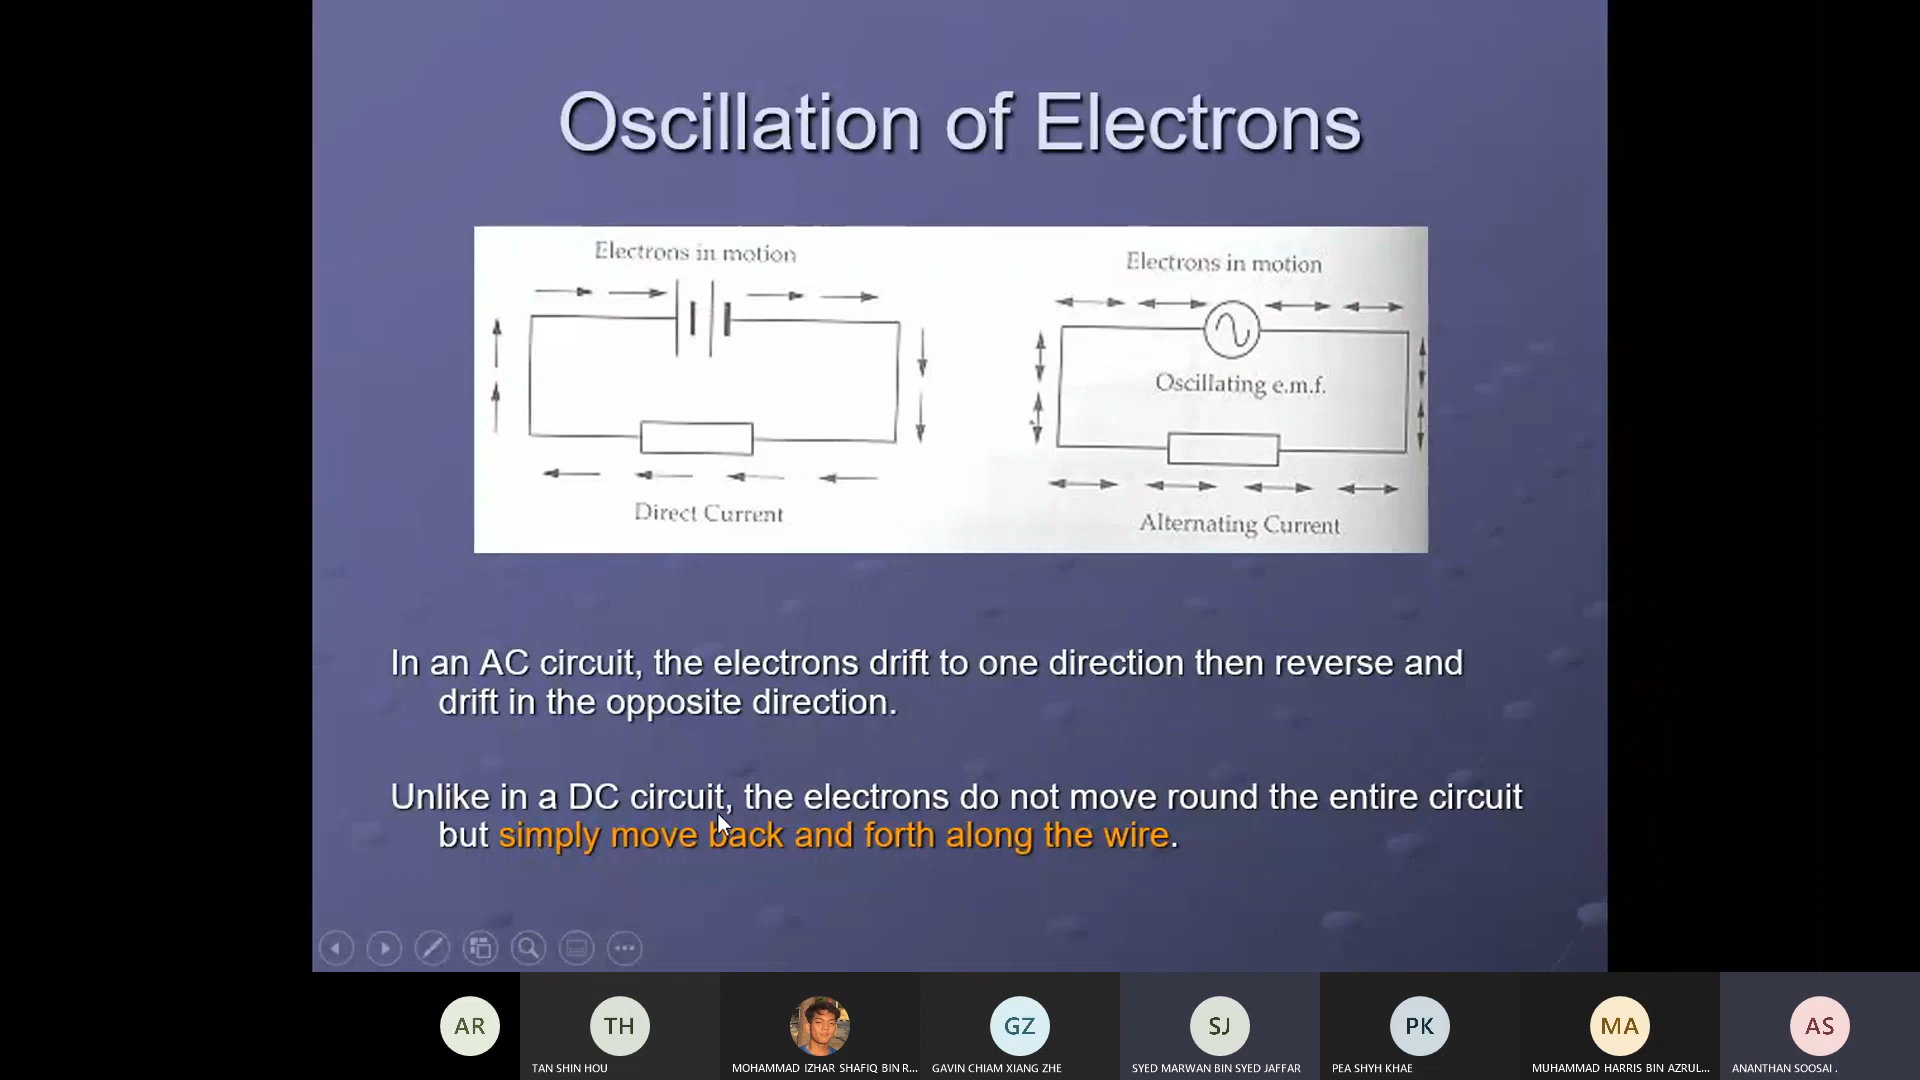 Oscillation of Electrons
Electrons in motion
Direct Current
Electrons in motion
Oscillating e.m.f.
Alternating Current
In an AC circuit, the electrons drift to one direction then reverse and
drift in the opposite direction.
Unlike in a DC circuit, the electrons do not move round the entire circuit
but simply move back and forth along the wire.
AR
TH
GZ
SJ
PK
MA
AS
TAN SHIN HOU
MOHAMMAD IZHAR SHAFIQ BIN R...
GAVIN CHIAM XIANG ZHE
SYED MARWAN BIN SYED JAFFAR
PEA SHYH KHAE
MUHAMMAD HARRIS BIN AZRUL...
ANANTHAN SOOSAI .